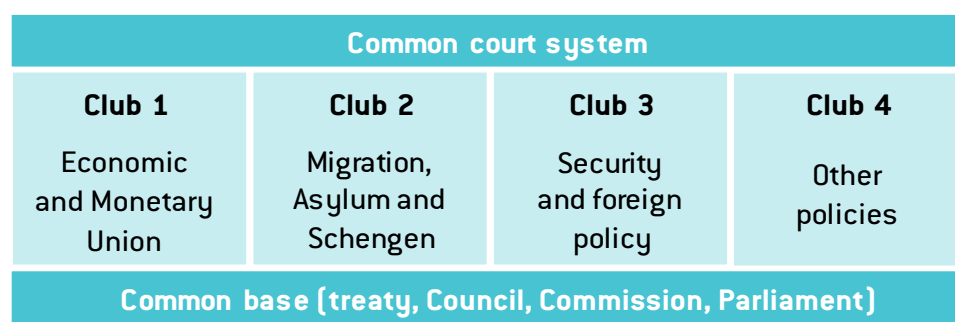 Common court system
Club 1
Economic
and Monetary
Union
Club 2
Migration,
Asylum and
Schengen
Club 3
Security
and foreign
policy
Club 4
Other
policies
Common base (treaty, Council, Commission, Parliament)